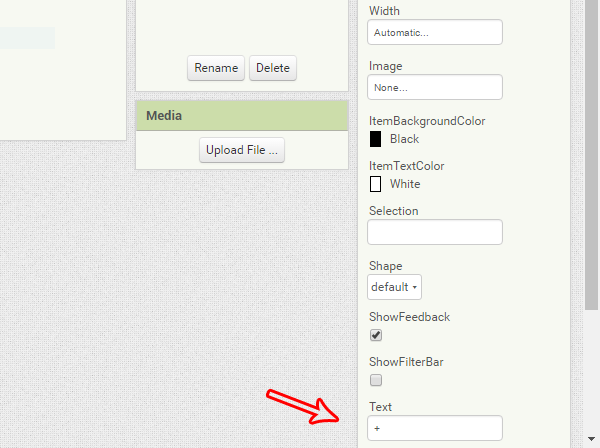 Rename Delete
Media
Upload File ...
Width
Automatic...
Image
None...
ItemBackgroundColor
Black
ItemTextColor
White
Selection
Shape
default
ShowFeedback
ShowFilterBar
Text
+